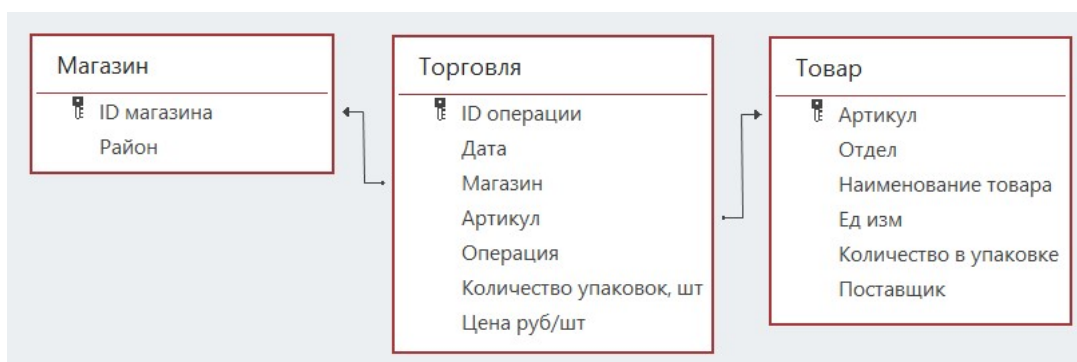 Магазин
ID магазина
Район
Торговля
ID операции
Дата
Магазин
Артикул
Операция
Количество упаковок, шт
Цена руб/шт
Товар
Артикул
Отдел
Наименование товара
Ед изм
Количество в упаковке
Поставщик